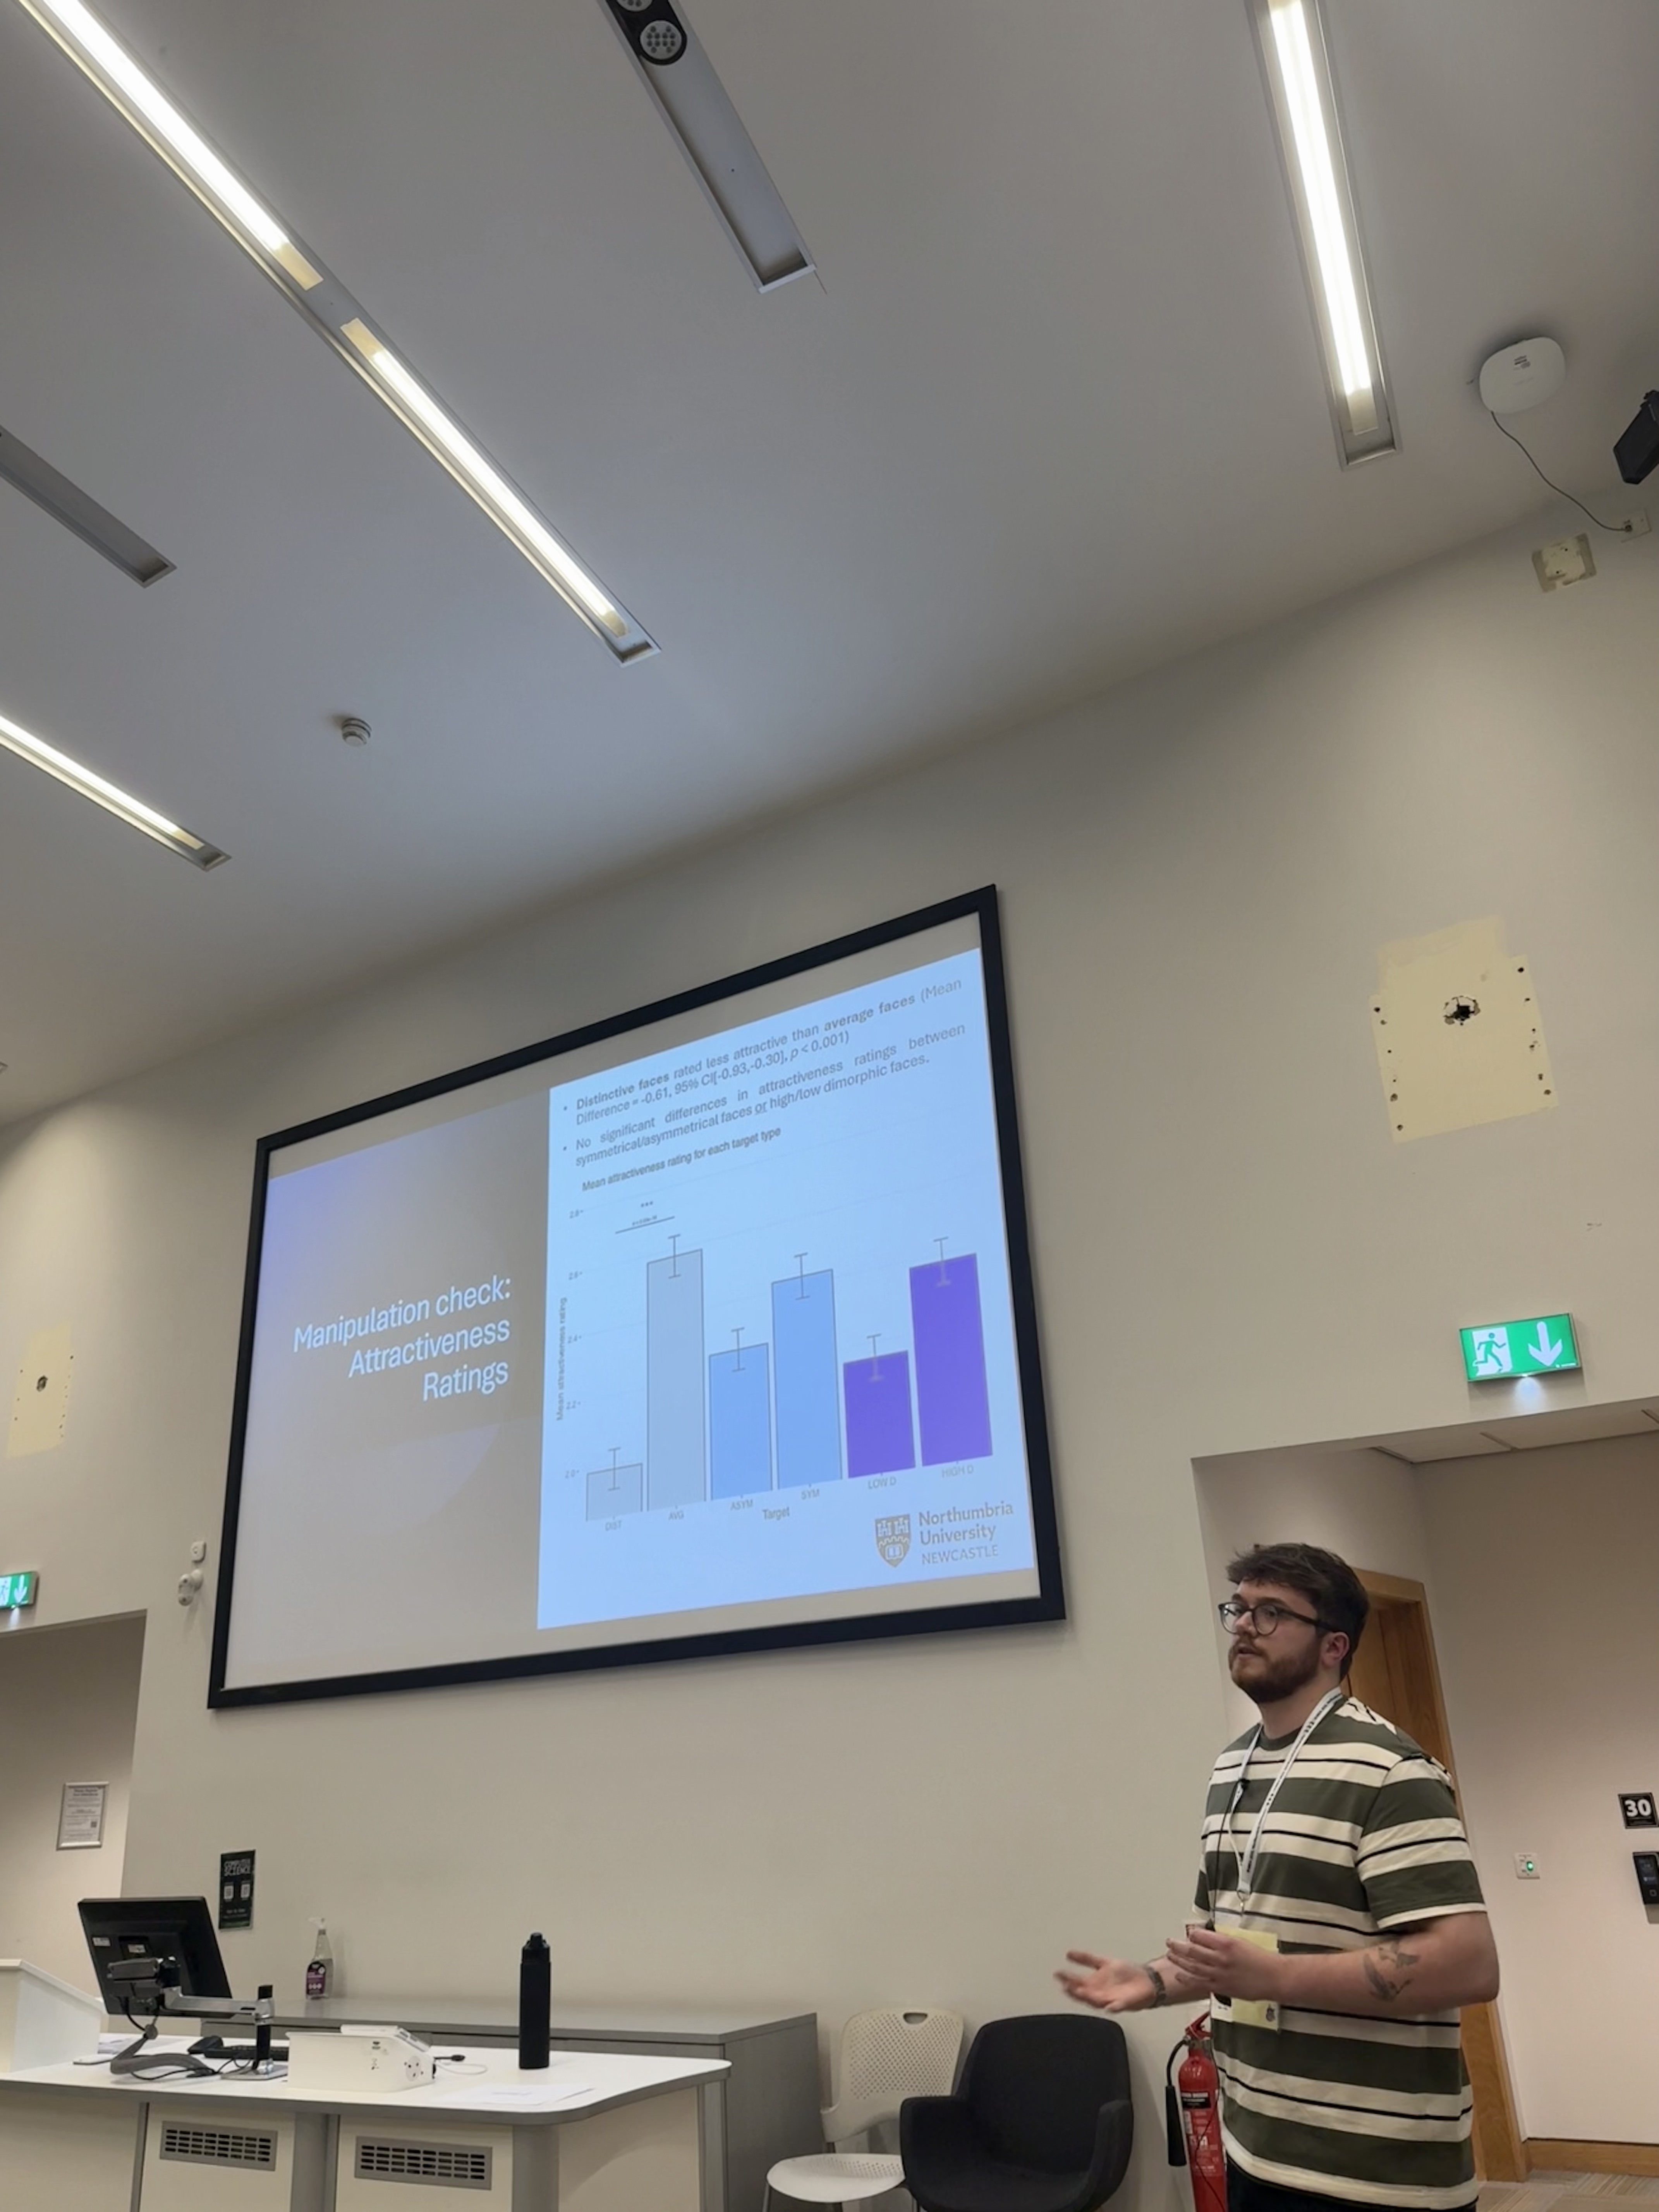 Manipulation check:
Attractiveness
Ratings
• Distinctive faces rated less attractive than average faces (Mean
Difference = -0.61, 95% CI[-0.93,-0.30], p < 0.001)
• No significant differences in attractiveness ratings between
symmetrical/asymmetrical faces or high/low dimorphic faces.
Mean attractiveness rating for each target type
***
2.8
2.6
2.4
2.2
2.0
Mean attractiveness rating
DIST
AVG
ASYM
SYM
LOW D
HIGH D
Target
Northumbria
University
NEWCASTLE
30
COMPUTER
SCIENCE